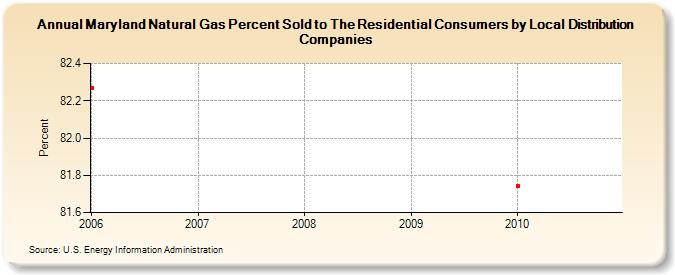 Annual Maryland Natural Gas Percent Sold to The Residential Consumers by Local Distribution
Companies
Percent
82.4
82.2
82.0
81.8
81.6
2006 2007 2008 2009 2010
Source: U.S. Energy Information Administration